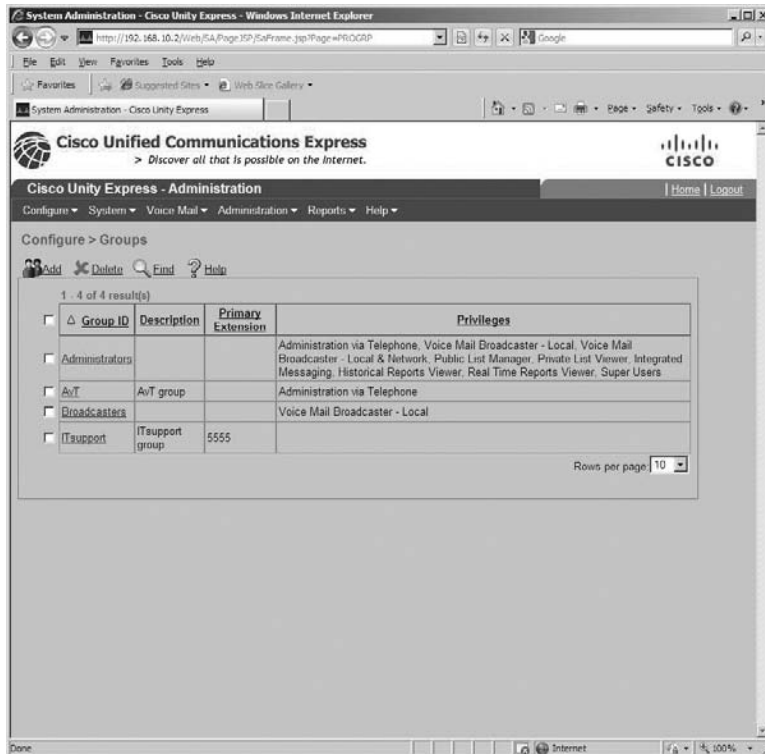 System Administration - Cisco Unity Express - Windows Internet Explorer
http://192.168.10.2/Web/SA/PageJSP/SaFrame.jsp?Page=PROGRP
Google
File Edit View Favorites Tools Help
Favorites Suggested Sites Web Slice Gallery
System Administration - Cisco Unity Express
Page Safety Tools
Cisco Unified Communications Express
> Discover all that is possible on the Internet.
CISCO
Cisco Unity Express - Administration
| Home | Logout
Configure System Voice Mail Administration Reports Help
Configure > Groups
Add Delete Find Help
1 - 4 of 4 result(s)
Group ID Description Primary Extension Privileges
Administrators
Administration via Telephone, Voice Mail Broadcaster - Local, Voice Mail
Broadcaster - Local & Network, Public List Manager, Private List Viewer, Integrated
Messaging, Historical Reports Viewer, Real Time Reports Viewer, Super Users
AvT AvT group Administration via Telephone
Broadcasters Voice Mail Broadcaster - Local
ITsupport ITsupport group 5555
Rows per page: 10
Done
Internet
100%